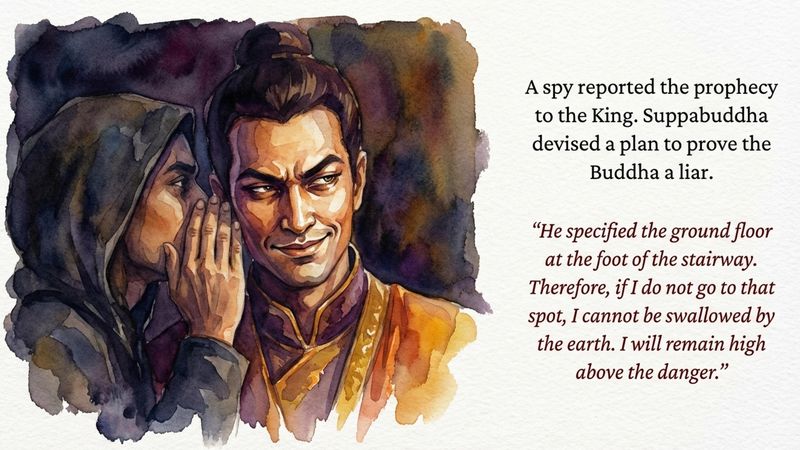 A spy reported the prophecy
to the King. Suppabuddha
devised a plan to prove the
Buddha a liar.
“He specified the ground floor
at the foot of the stairway.
Therefore, if I do not go to that
spot, I cannot be swallowed by
the earth. I will remain high
above the danger.”